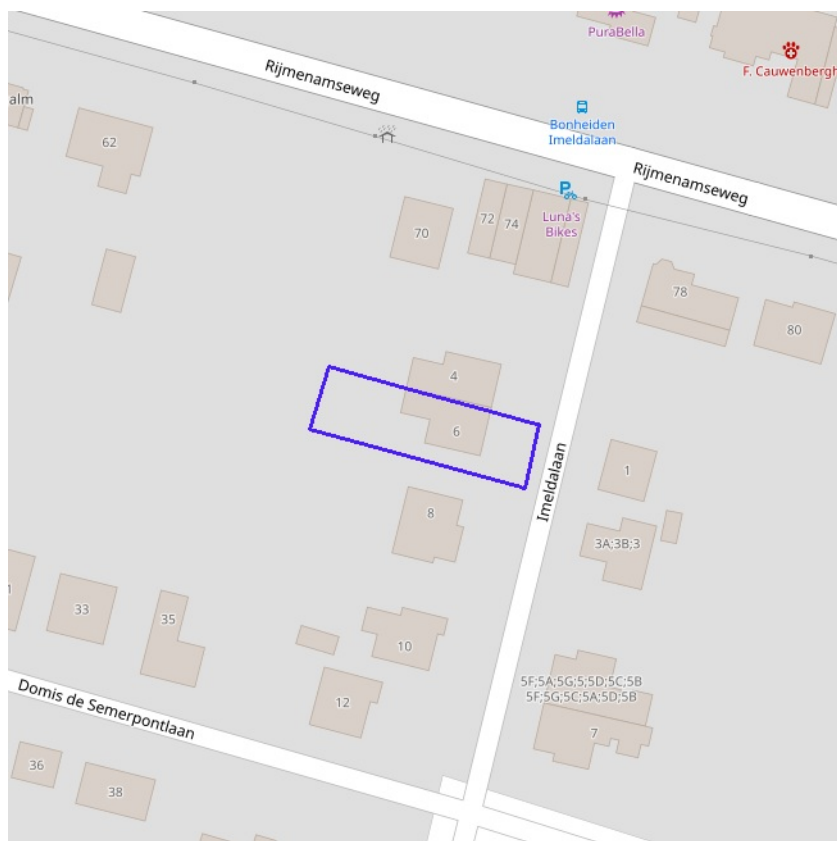 PuraBella
F. Cauwenbergh
Rijmenamseweg
Bonheiden
Imeldalaan
alm
62
Rijmenamseweg
P
72
74
Luna's
Bikes
70
78
80
4
6
Imeldalaan
1
8
3A;3B;3
33
35
10
5F;5A;5G;5;5D;5C;5B
5F;5G;5C;5A;5D;5B
12
7
Domis de Semerpontlaan
36
38